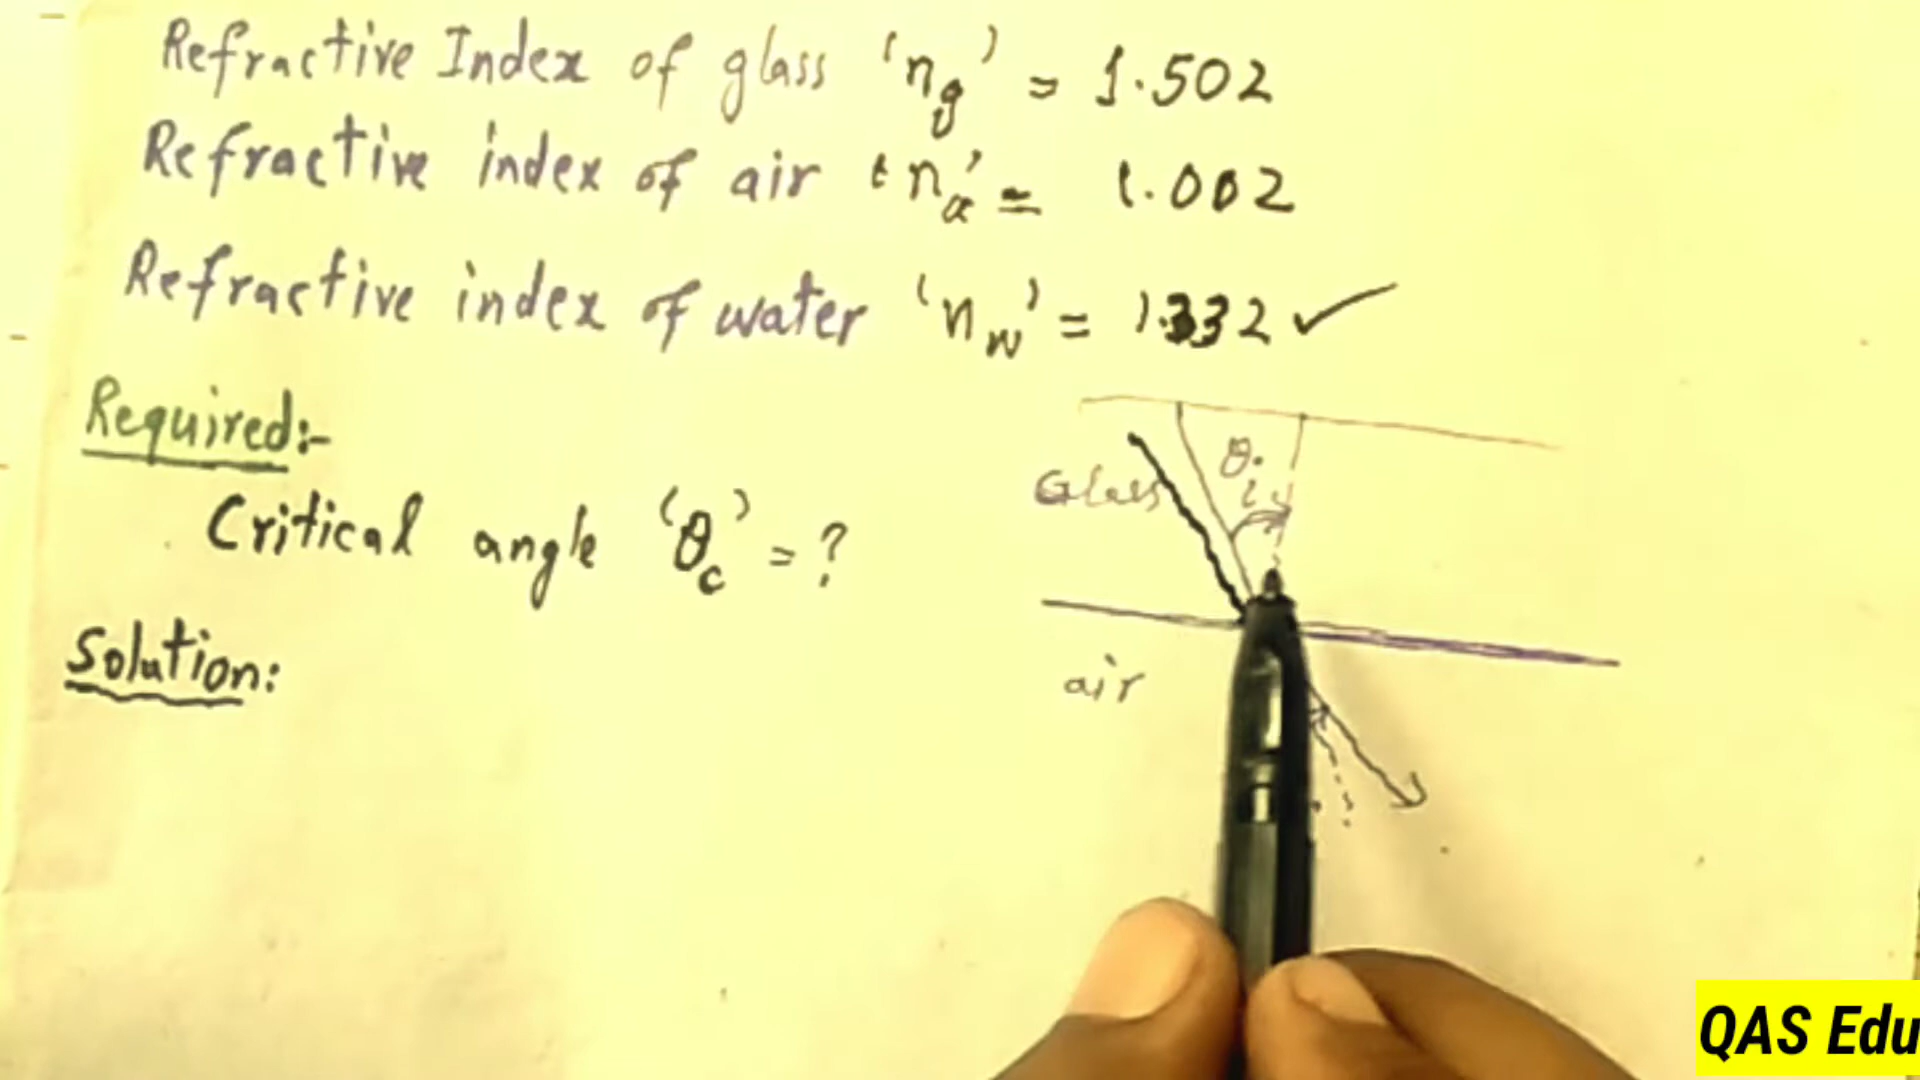 Refractive Index of glass 'ng' = 1.502
Refractive index of air 'na' = 1.002
Refractive index of water 'nw' = 1.332 ✓
Required:-
Critical angle 'θc' = ?
Solution:
θi
Glass
air
QAS Edu